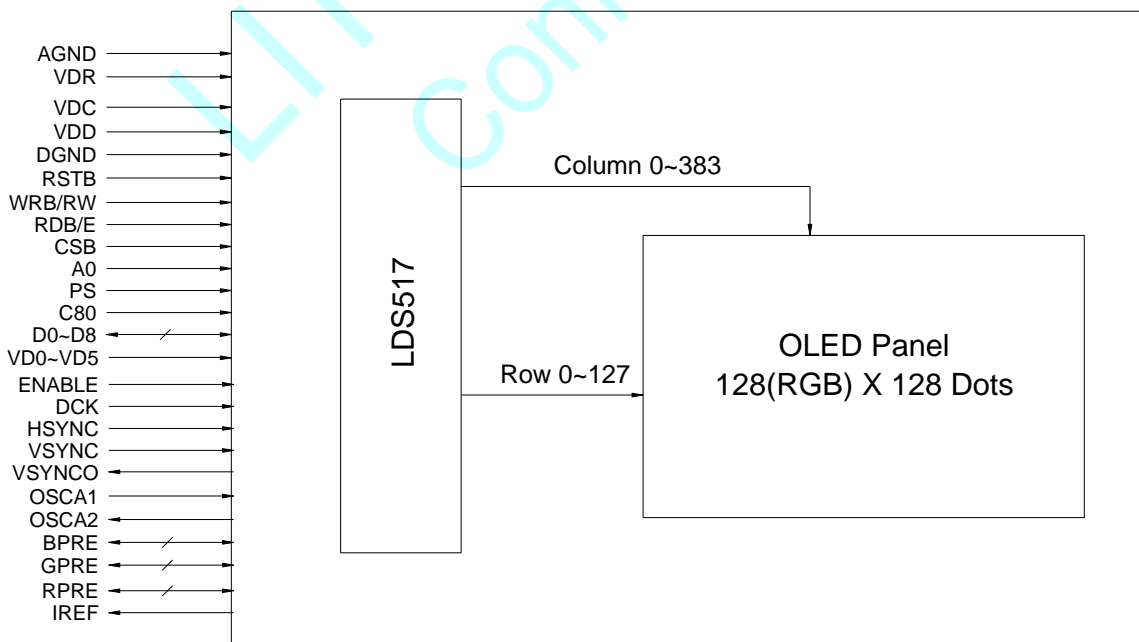 AGND
VDR
VDC
VDD
DGND
RSTB
WRB/RW
RDB/E
CSB
A0
PS
C80
D0~D8
VD0~VD5
ENABLE
DCK
HSYNC
VSYNC
VSYNCO
OSCA1
OSCA2
BPRE
GPRE
RPRE
IREF
LDS517
Column 0~383
Row 0~127
OLED Panel
128(RGB) X 128 Dots